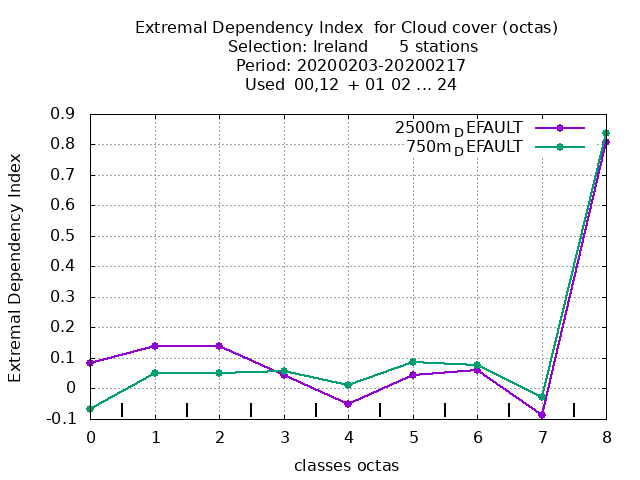 Extremal Dependency Index  for Cloud cover (octas)
Selection: Ireland      5 stations
Period: 20200203-20200217
Used  00,12  + 01 02 ... 24
2500m_DEFAULT
750m_DEFAULT
Extremal Dependency Index
0.9
0.8
0.7
0.6
0.5
0.4
0.3
0.2
0.1
0
-0.1
0 1 2 3 4 5 6 7 8
classes octas